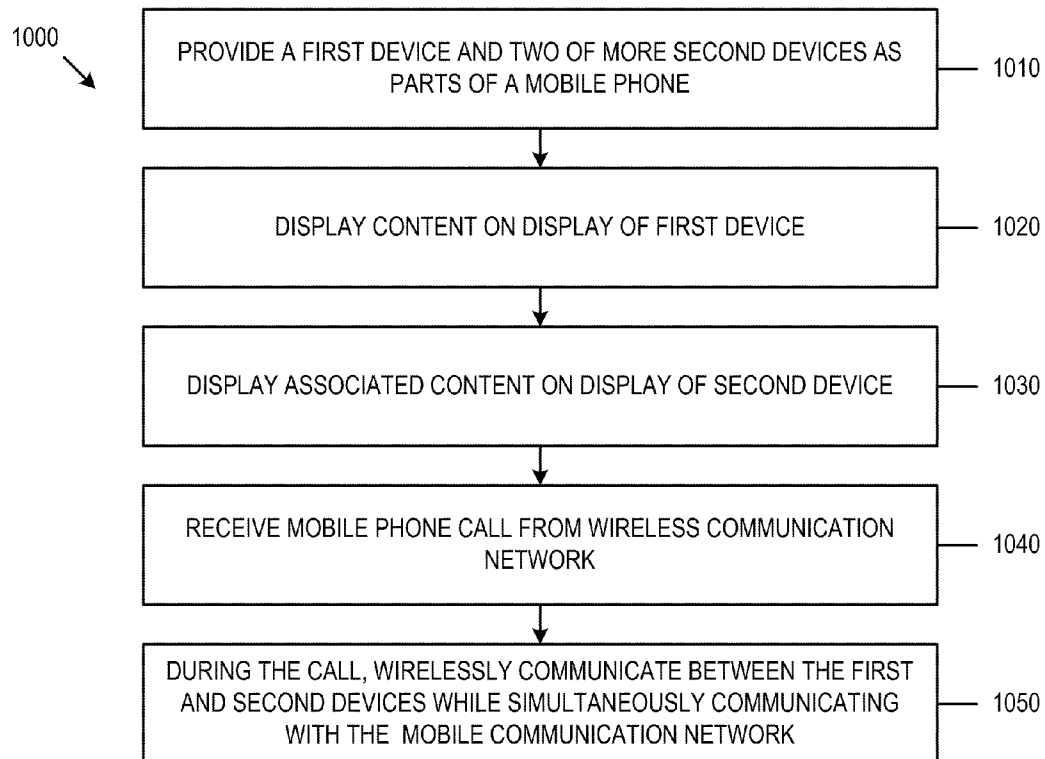 1000
PROVIDE A FIRST DEVICE AND TWO OF MORE SECOND DEVICES AS
PARTS OF A MOBILE PHONE
1010
DISPLAY CONTENT ON DISPLAY OF FIRST DEVICE
1020
DISPLAY ASSOCIATED CONTENT ON DISPLAY OF SECOND DEVICE
1030
RECEIVE MOBILE PHONE CALL FROM WIRELESS COMMUNICATION
NETWORK
1040
DURING THE CALL, WIRELESSLY COMMUNICATE BETWEEN THE FIRST
AND SECOND DEVICES WHILE SIMULTANEOUSLY COMMUNICATING
WITH THE MOBILE COMMUNICATION NETWORK
1050